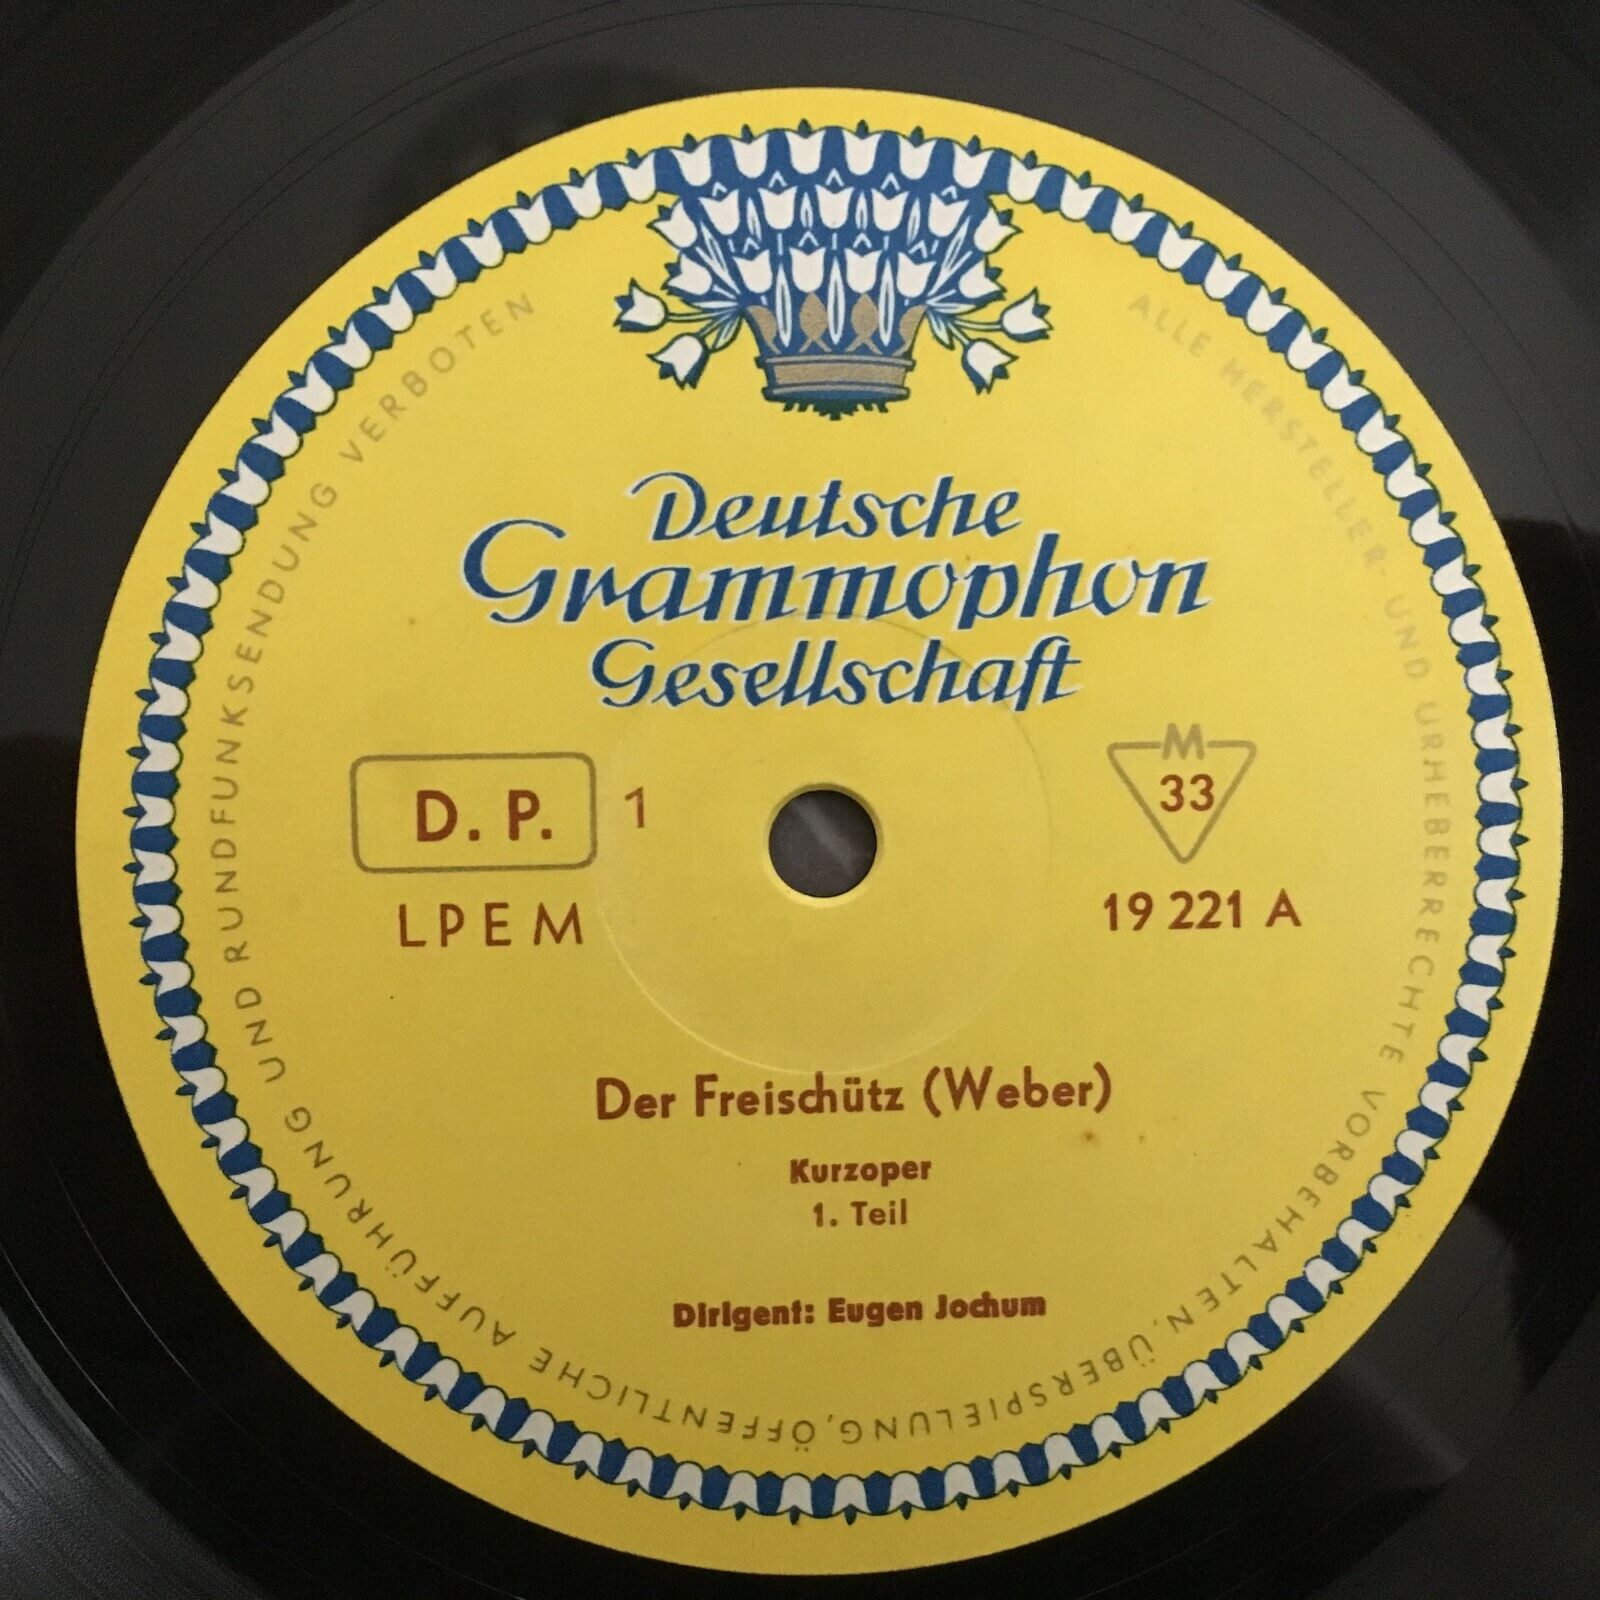 Deutsche
Grammophon
Gesellschaft
D. P. 1
M
33
LPEM
19 221 A
Der Freischütz (Weber)
Kurzoper
1. Teil
Dirigent: Eugen Jochum
ALLE HERSTELLER- UND URHEBERRECHTE VORBEHALTEN, ÜBERSPIELUNG, ÖFFENTLICHE AUFFÜHRUNG UND RUNDFUNKSENDUNG VERBOTEN